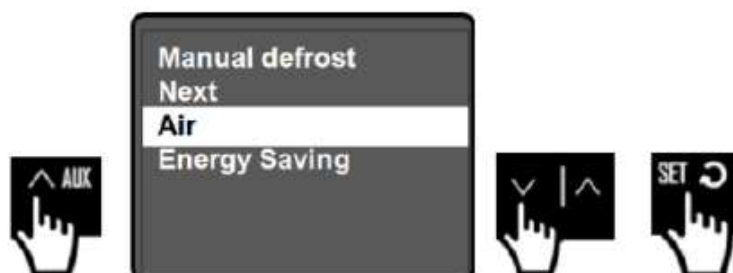 Manual defrost
Next
Air
Energy Saving
AUX
SET